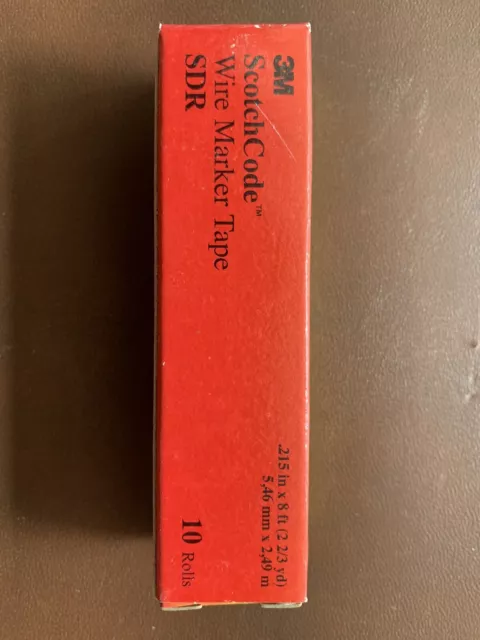 3M
ScotchCode™
Wire Marker Tape
SDR
.215 in x 8 ft (2 2/3 yd)
5,46 mm x 2,49 m
10 Rolls